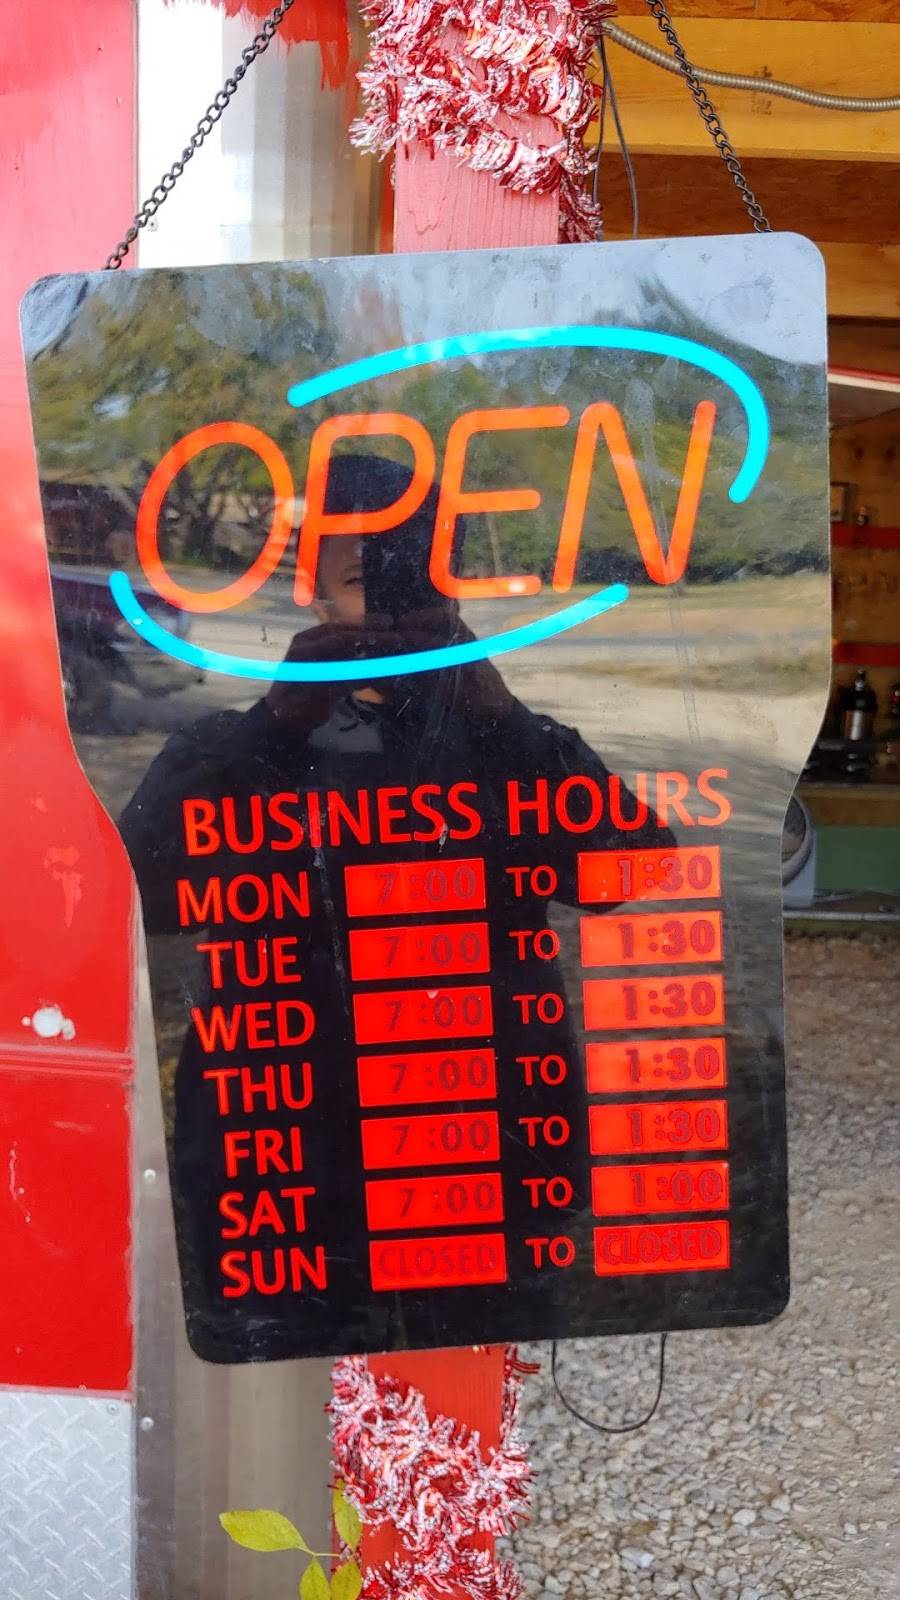 OPEN
BUSINESS HOURS
MON 7:00 TO 1:30
TUE 7:00 TO 1:30
WED 7:00 TO 1:30
THU 7:00 TO 1:30
FRI 7:00 TO 1:30
SAT 7:00 TO 1:00
SUN CLOSED TO CLOSED